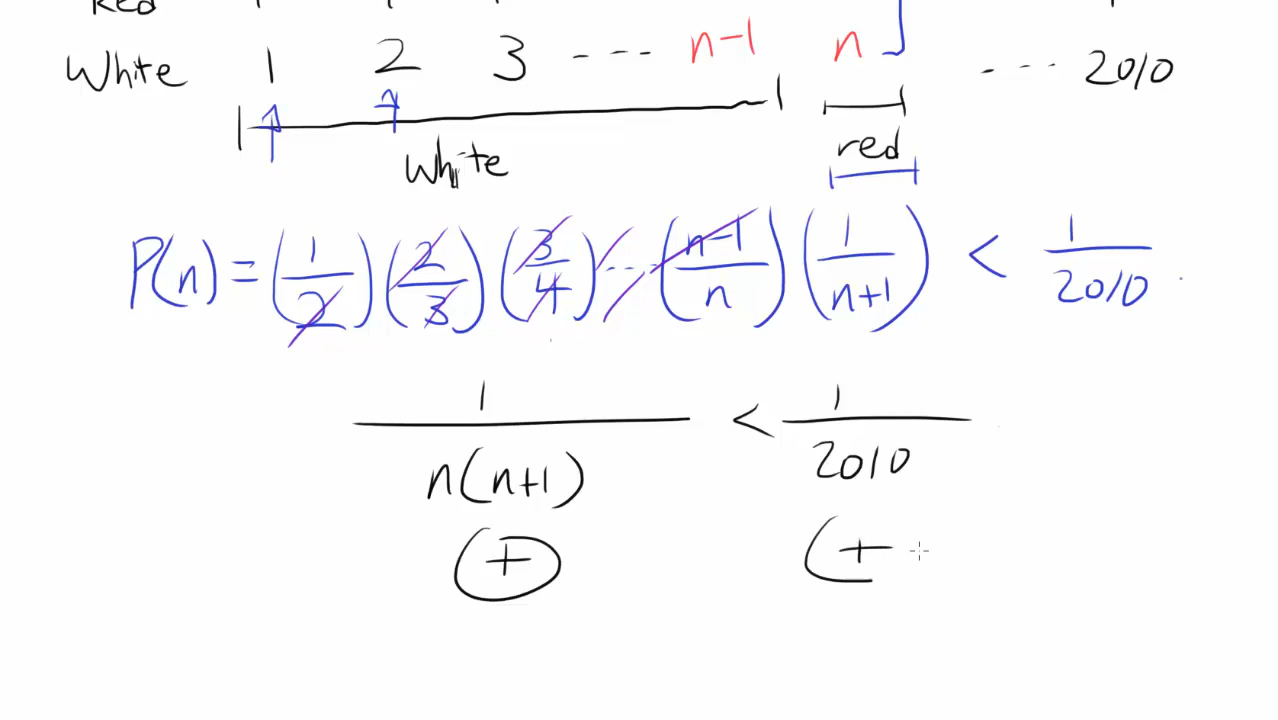 Red
White 1 2 3 --- n-1 n --- 2010
White red
P(n) = (1/2)(2/3)(3/4)...((n-1)/n)(1/(n+1)) < 1/2010
1/(n(n+1)) < 1/2010
(+) (+